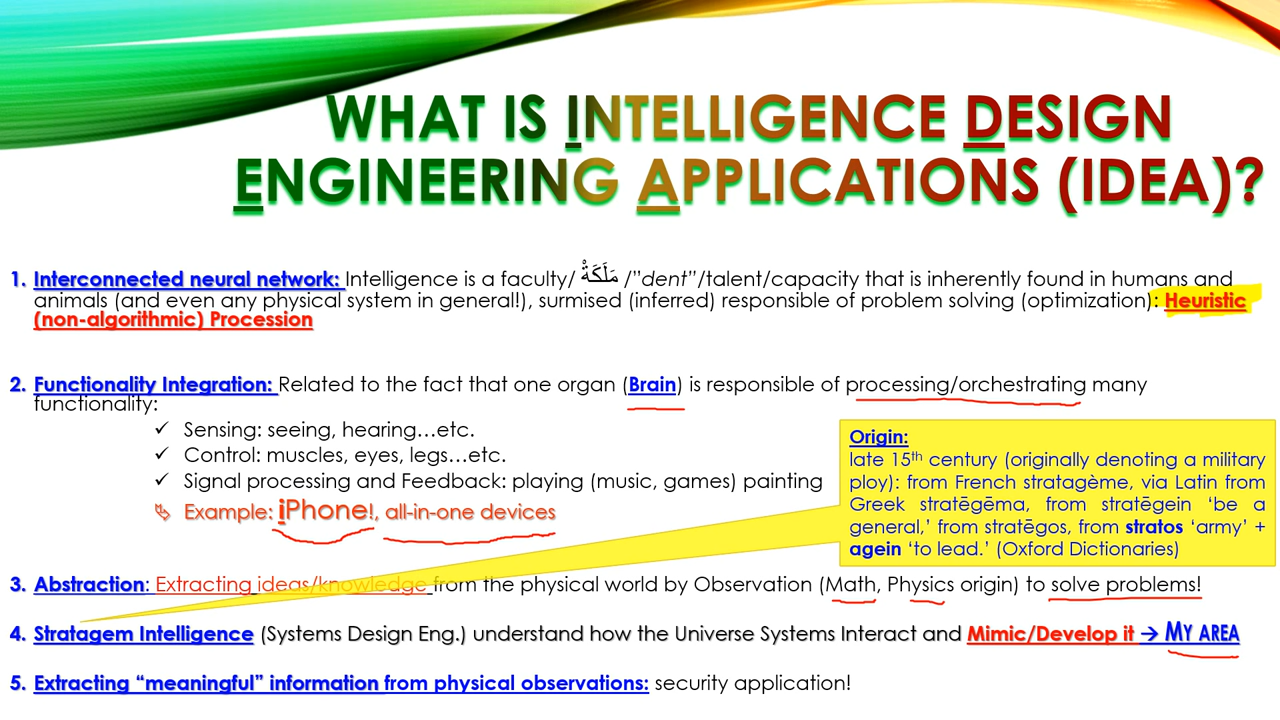 WHAT IS INTELLIGENCE DESIGN
ENGINEERING APPLICATIONS (IDEA)?
1. Interconnected neural network: Intelligence is a faculty/ مَلَكَةْ /"dent"/talent/capacity that is inherently found in humans and
animals (and even any physical system in general!), surmised (inferred) responsible of problem solving (optimization): Heuristic
(non-algorithmic) Procession
2. Functionality Integration: Related to the fact that one organ (Brain) is responsible of processing/orchestrating many
functionality:
✓ Sensing: seeing, hearing…etc.
✓ Control: muscles, eyes, legs…etc.
✓ Signal processing and Feedback: playing (music, games) painting
Example: iPhone!, all-in-one devices
Origin:
late 15th century (originally denoting a military
ploy): from French stratagème, via Latin from
Greek stratēgēma, from stratēgein ‘be a
general,’ from stratēgos, from stratos ‘army’ +
agein ‘to lead.’ (Oxford Dictionaries)
3. Abstraction: Extracting ideas/knowledge from the physical world by Observation (Math, Physics origin) to solve problems!
4. Stratagem Intelligence (Systems Design Eng.) understand how the Universe Systems Interact and Mimic/Develop it → MY AREA
5. Extracting “meaningful” information from physical observations: security application!